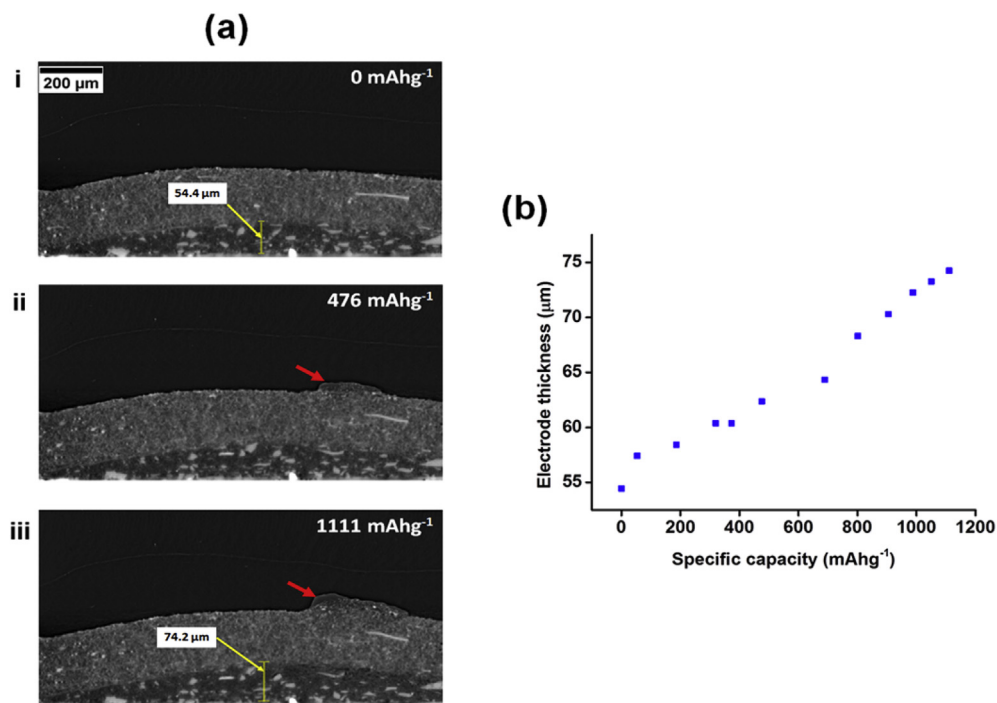 (a)
i
0 mAhg-1
200 µm
54.4 µm
ii
476 mAhg-1
iii
1111 mAhg-1
74.2 µm
(b)
Electrode thickness (µm)
75
70
65
60
55
0 200 400 600 800 1000 1200
Specific capacity (mAhg-1)